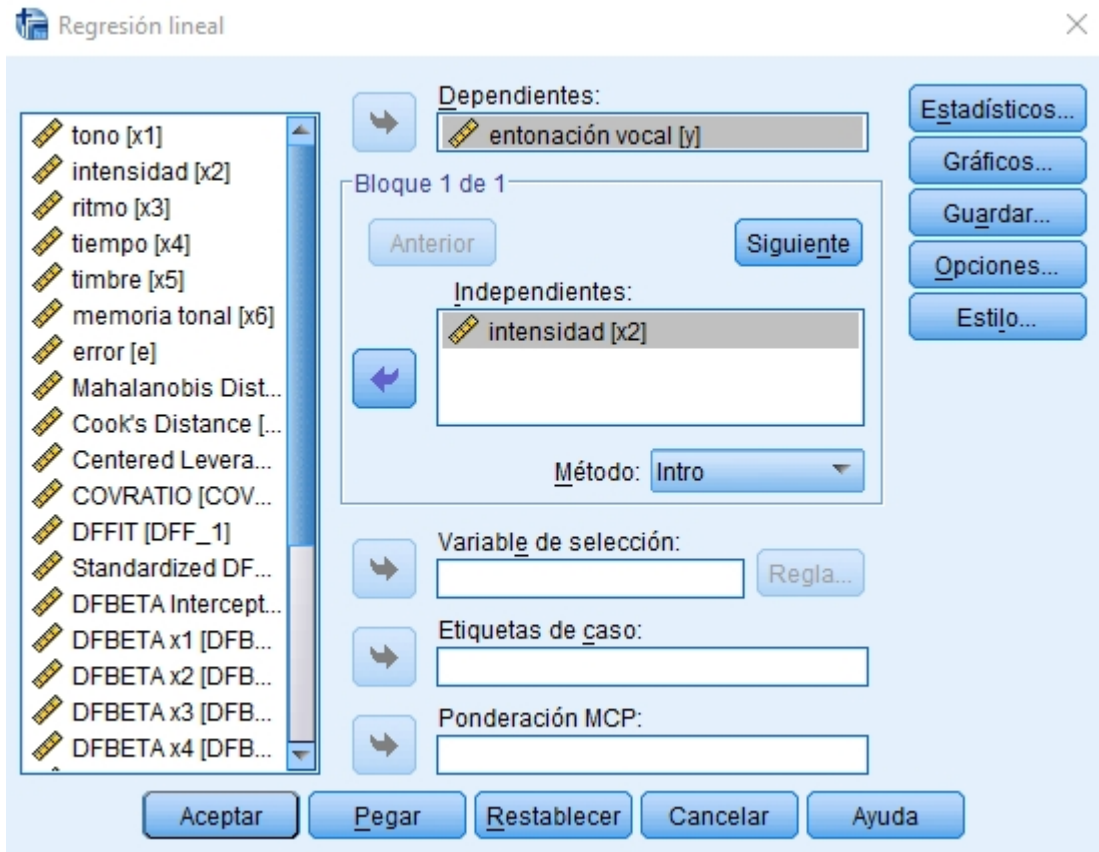 Regresión lineal
tono [x1]
intensidad [x2]
ritmo [x3]
tiempo [x4]
timbre [x5]
memoria tonal [x6]
error [e]
Mahalanobis Dist...
Cook's Distance [...
Centered Levera...
COVRATIO [COV...
DFFIT [DFF_1]
Standardized DF...
DFBETA Intercept...
DFBETA x1 [DFB...
DFBETA x2 [DFB...
DFBETA x3 [DFB...
DFBETA x4 [DFB...
Dependientes:
entonación vocal [y]
Bloque 1 de 1
Anterior
Siguiente
Independientes:
intensidad [x2]
Método: Intro
Variable de selección:
Regla...
Etiquetas de caso:
Ponderación MCP:
Estadísticos...
Gráficos...
Guardar...
Opciones...
Estilo...
Aceptar
Pegar
Restablecer
Cancelar
Ayuda